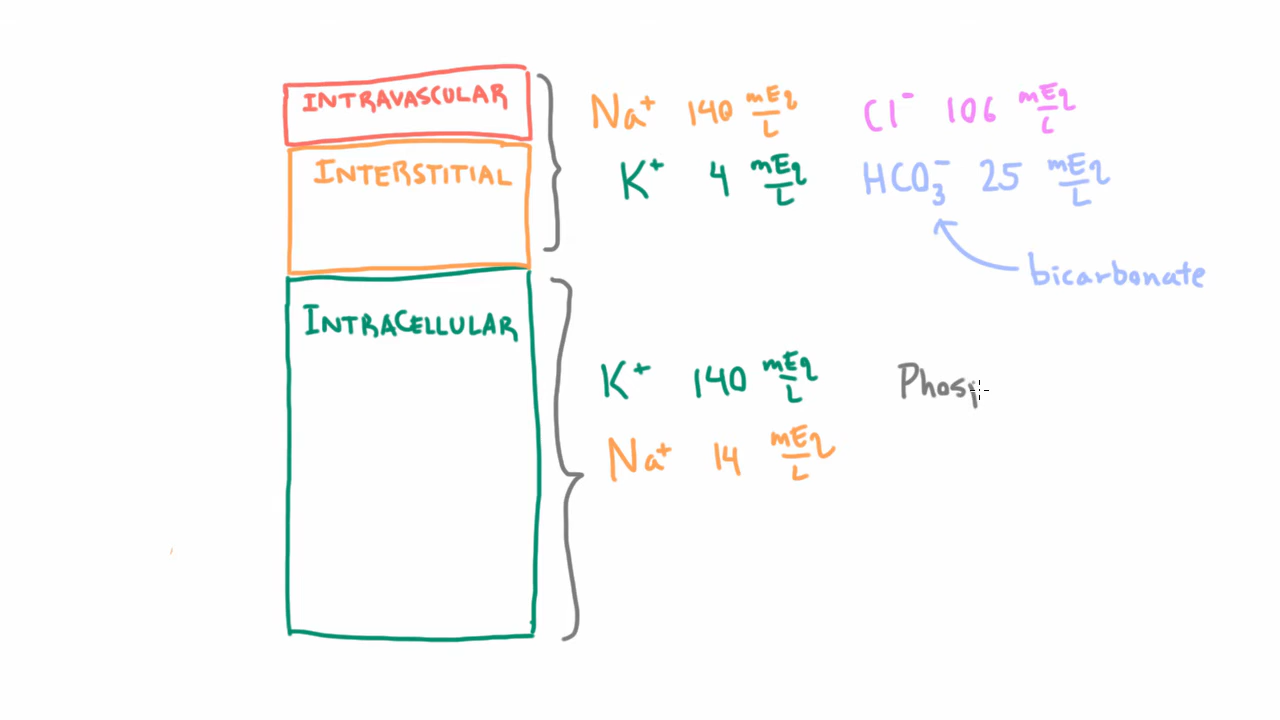 INTRAVASCULAR
INTERSTITIAL
INTRACELLULAR
Na+ 140 mEq/L
K+ 4 mEq/L
Cl- 106 mEq/L
HCO3- 25 mEq/L
bicarbonate
K+ 140 mEq/L
Na+ 14 mEq/L
Phosp